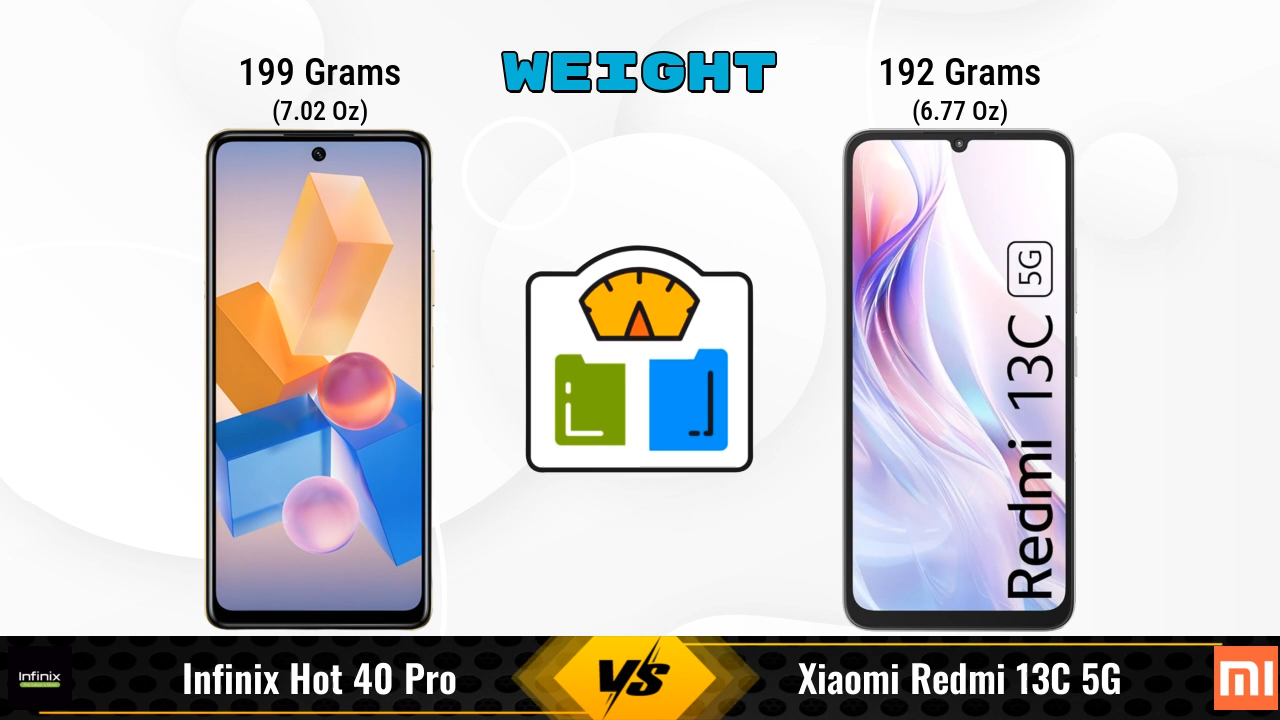 WEIGHT
199 Grams
(7.02 Oz)
192 Grams
(6.77 Oz)
Redmi 13C 5G
Infinix
Infinix Hot 40 Pro
VS
Xiaomi Redmi 13C 5G
MI